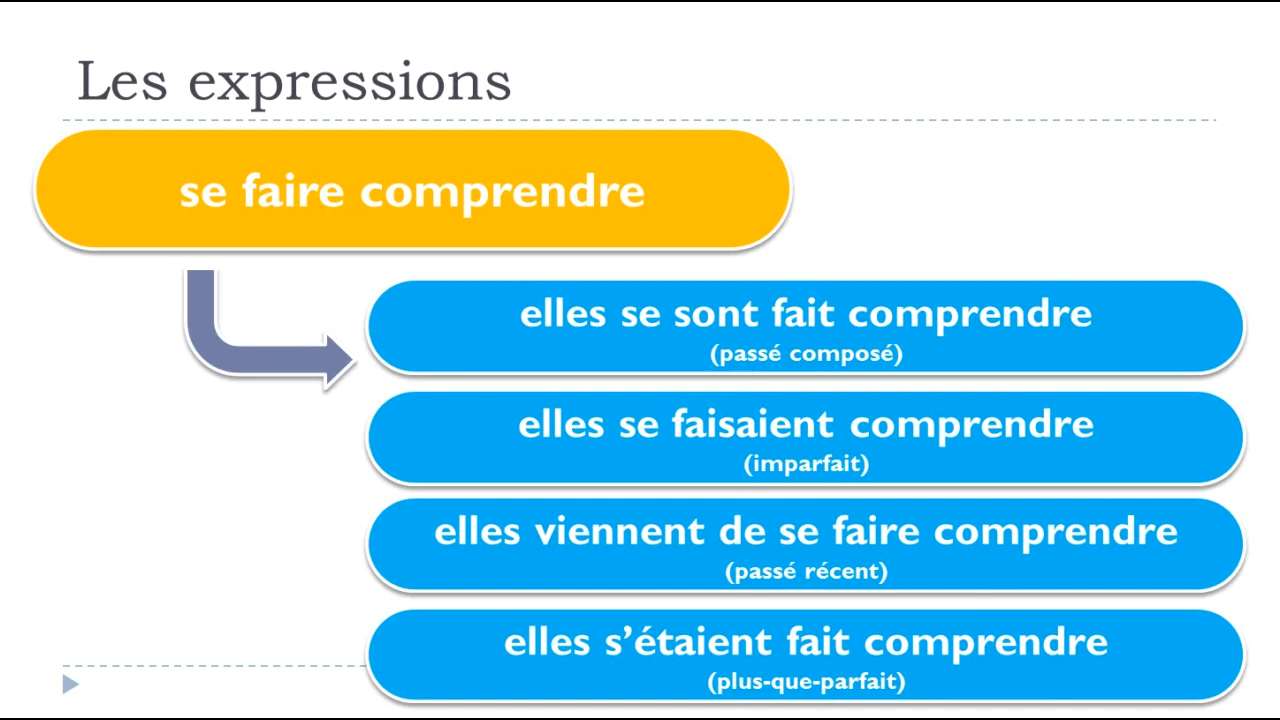 Les expressions
se faire comprendre
elles se sont fait comprendre
(passé composé)
elles se faisaient comprendre
(imparfait)
elles viennent de se faire comprendre
(passé récent)
elles s’étaient fait comprendre
(plus-que-parfait)